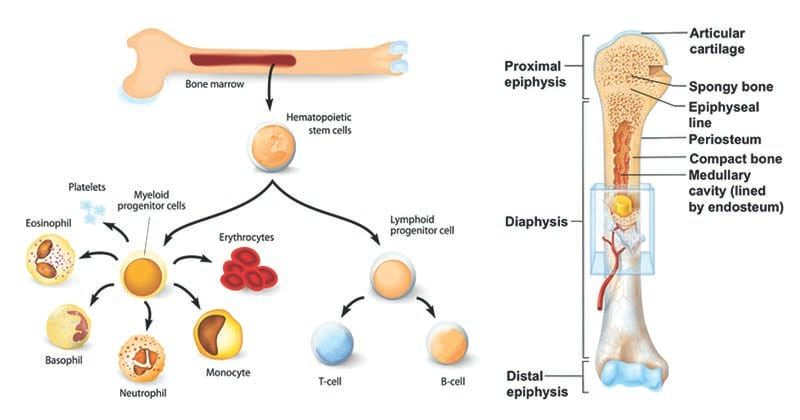 Bone marrow
Hematopoietic
stem cells
Platelets
Myeloid
progenitor cells
Eosinophil
Erythrocytes
Lymphoid
progenitor cell
Basophil
Neutrophil
Monocyte
T-cell
B-cell
Articular
cartilage
Proximal
epiphysis
Spongy bone
Epiphyseal
line
Periosteum
Compact bone
Medullary
cavity (lined
by endosteum)
Diaphysis
Distal
epiphysis